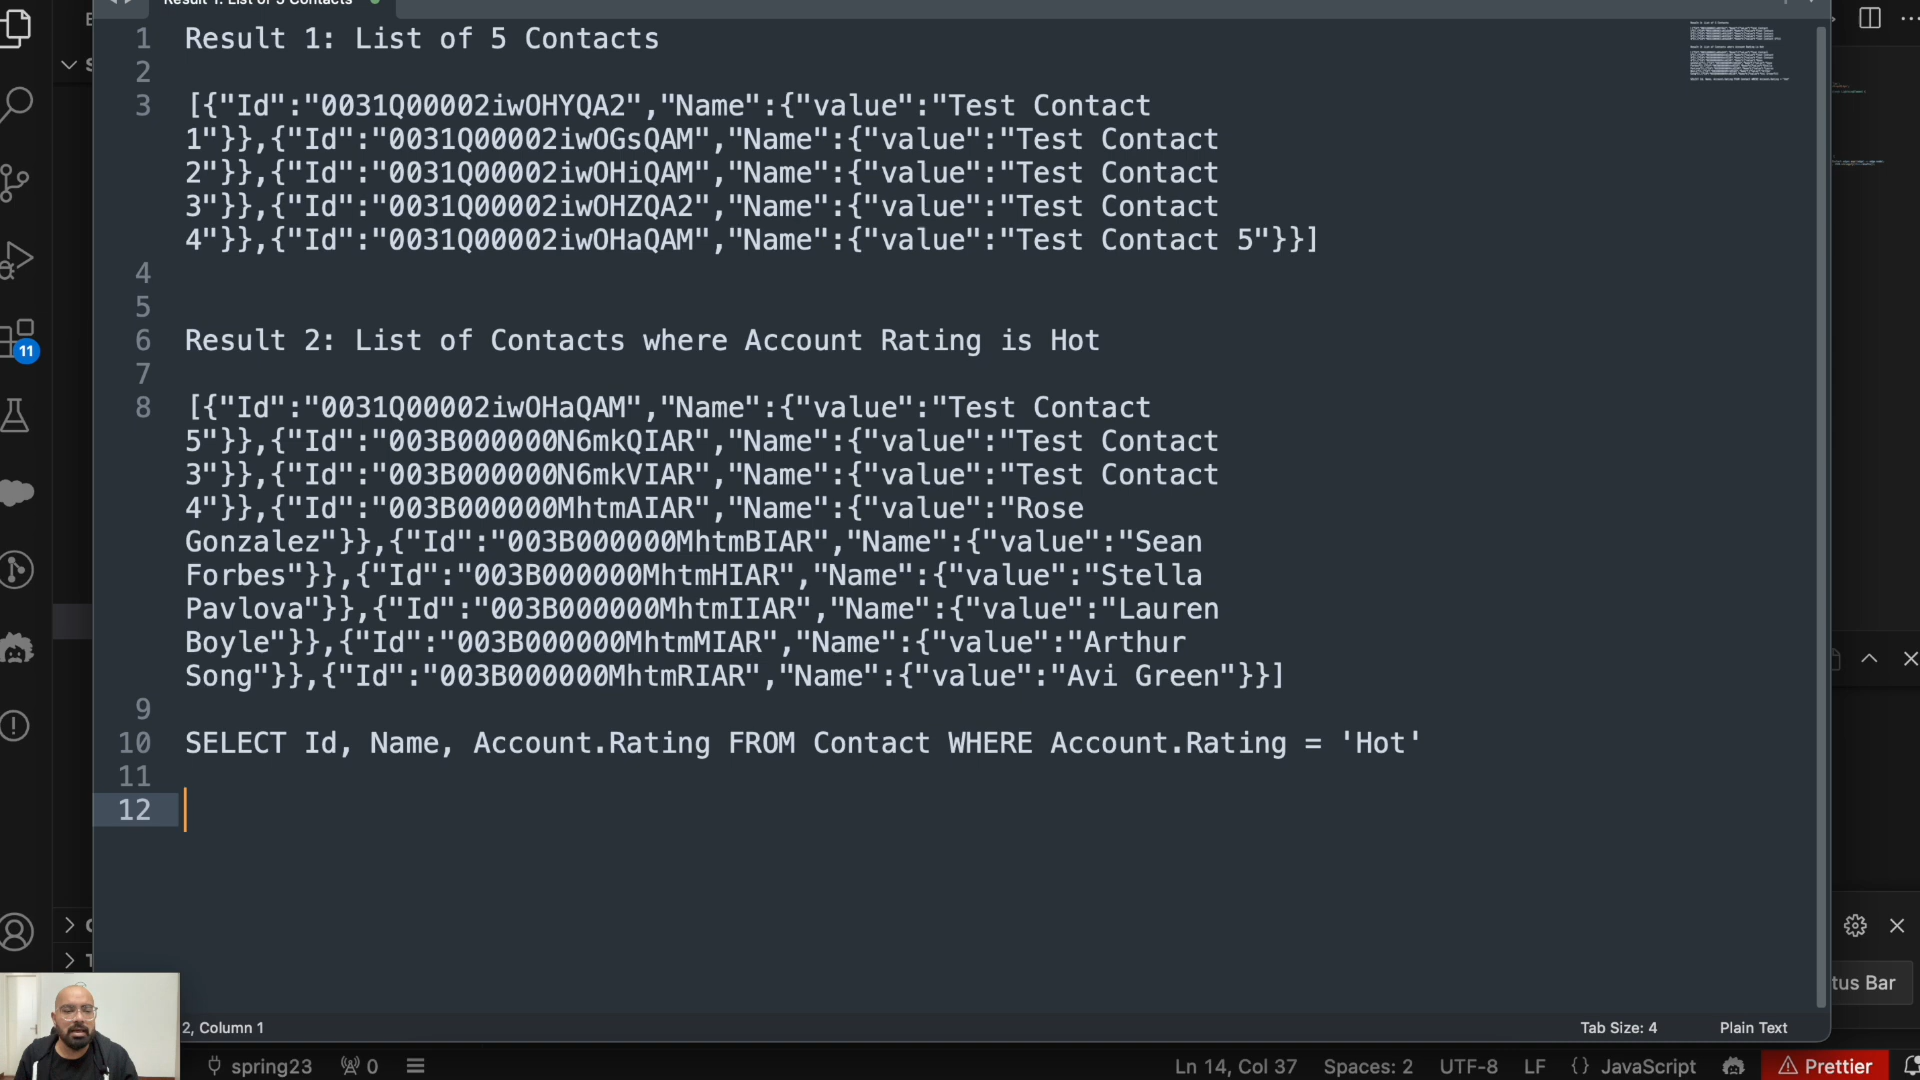 Result 1: List of 5 Contacts
1 Result 1: List of 5 Contacts
2
3 [{"Id":"0031Q00002iwOHYQA2","Name":{"value":"Test Contact
1"}},{"Id":"0031Q00002iwOGsQAM","Name":{"value":"Test Contact
2"}},{"Id":"0031Q00002iwOHiQAM","Name":{"value":"Test Contact
3"}},{"Id":"0031Q00002iwOHZQA2","Name":{"value":"Test Contact
4"}},{"Id":"0031Q00002iwOHaQAM","Name":{"value":"Test Contact 5"}}]
4
5
6 Result 2: List of Contacts where Account Rating is Hot
7
8 [{"Id":"0031Q00002iwOHaQAM","Name":{"value":"Test Contact
5"}},{"Id":"003B000000N6mkQIAR","Name":{"value":"Test Contact
3"}},{"Id":"003B000000N6mkVIAR","Name":{"value":"Test Contact
4"}},{"Id":"003B000000MhtmAIAR","Name":{"value":"Rose
Gonzalez"}},{"Id":"003B000000MhtmBIAR","Name":{"value":"Sean
Forbes"}},{"Id":"003B000000MhtmHIAR","Name":{"value":"Stella
Pavlova"}},{"Id":"003B000000MhtmIIAR","Name":{"value":"Lauren
Boyle"}},{"Id":"003B000000MhtmMIAR","Name":{"value":"Arthur
Song"}},{"Id":"003B000000MhtmRIAR","Name":{"value":"Avi Green"}}]
9
10 SELECT Id, Name, Account.Rating FROM Contact WHERE Account.Rating = 'Hot'
11
12
11
tus Bar
2, Column 1
Tab Size: 4
Plain Text
spring23
0
Ln 14, Col 37
Spaces: 2
UTF-8
LF
{} JavaScript
Prettier